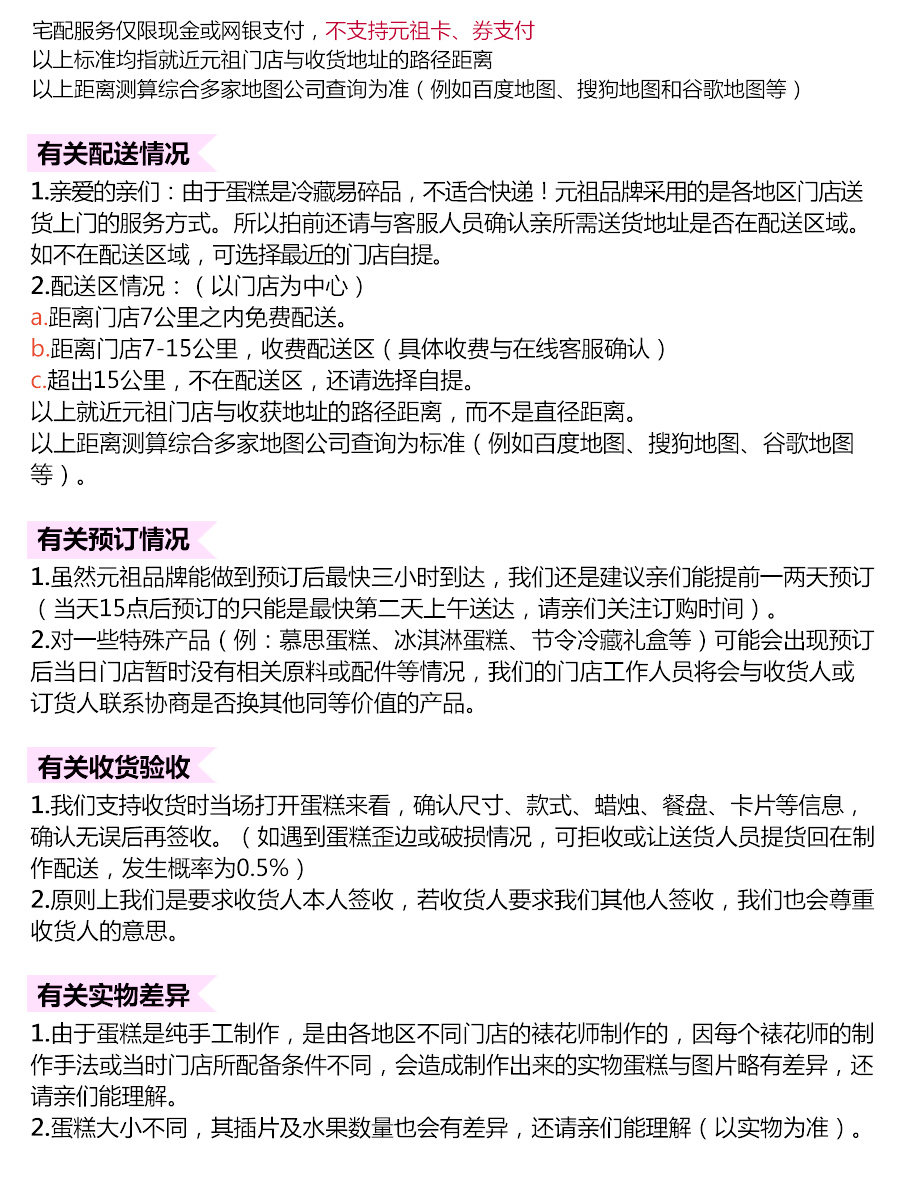 宅配服务仅限现金或网银支付，不支持元祖卡、券支付
以上标准均指就近元祖门店与收货地址的路径距离
以上距离测算综合多家地图公司查询为准（例如百度地图、搜狗地图和谷歌地图等）
有关配送情况
1.亲爱的亲们：由于蛋糕是冷藏易碎品，不适合快递！元祖品牌采用的是各地区门店送
货上门的服务方式。所以拍前还请与客服人员确认亲所需送货地址是否在配送区域。
如不在配送区域，可选择最近的门店自提。
2.配送区情况：（以门店为中心）
a.距离门店7公里之内免费配送。
b.距离门店7-15公里，收费配送区（具体收费与在线客服确认）
c.超出15公里，不在配送区，还请选择自提。
以上就近元祖门店与收获地址的路径距离，而不是直径距离。
以上距离测算综合多家地图公司查询为标准（例如百度地图、搜狗地图、谷歌地图
等）。
有关预订情况
1.虽然元祖品牌能做到预订后最快三小时到达，我们还是建议亲们能提前一两天预订
（当天15点后预订的只能是最快第二天上午送达，请亲们关注订购时间）。
2.对一些特殊产品（例：慕思蛋糕、冰淇淋蛋糕、节令冷藏礼盒等）可能会出现预订
后当日门店暂时没有相关原料或配件等情况，我们的门店工作人员将会与收货人或
订货人联系协商是否换其他同等价值的产品。
有关收货验收
1.我们支持收货时当场打开蛋糕来看，确认尺寸、款式、蜡烛、餐盘、卡片等信息，
确认无误后再签收。（如遇到蛋糕歪边或破损情况，可拒收或让送货人员提货回在制
作配送，发生概率为0.5%）
2.原则上我们是要求收货人本人签收，若收货人要求我们其他人签收，我们也会尊重
收货人的意思。
有关实物差异
1.由于蛋糕是纯手工制作，是由各地区不同门店的裱花师制作的，因每个裱花师的制
作手法或当时门店所配备条件不同，会造成制作出来的实物蛋糕与图片略有差异，还
请亲们能理解。
2.蛋糕大小不同，其插片及水果数量也会有差异，还请亲们能理解（以实物为准）。